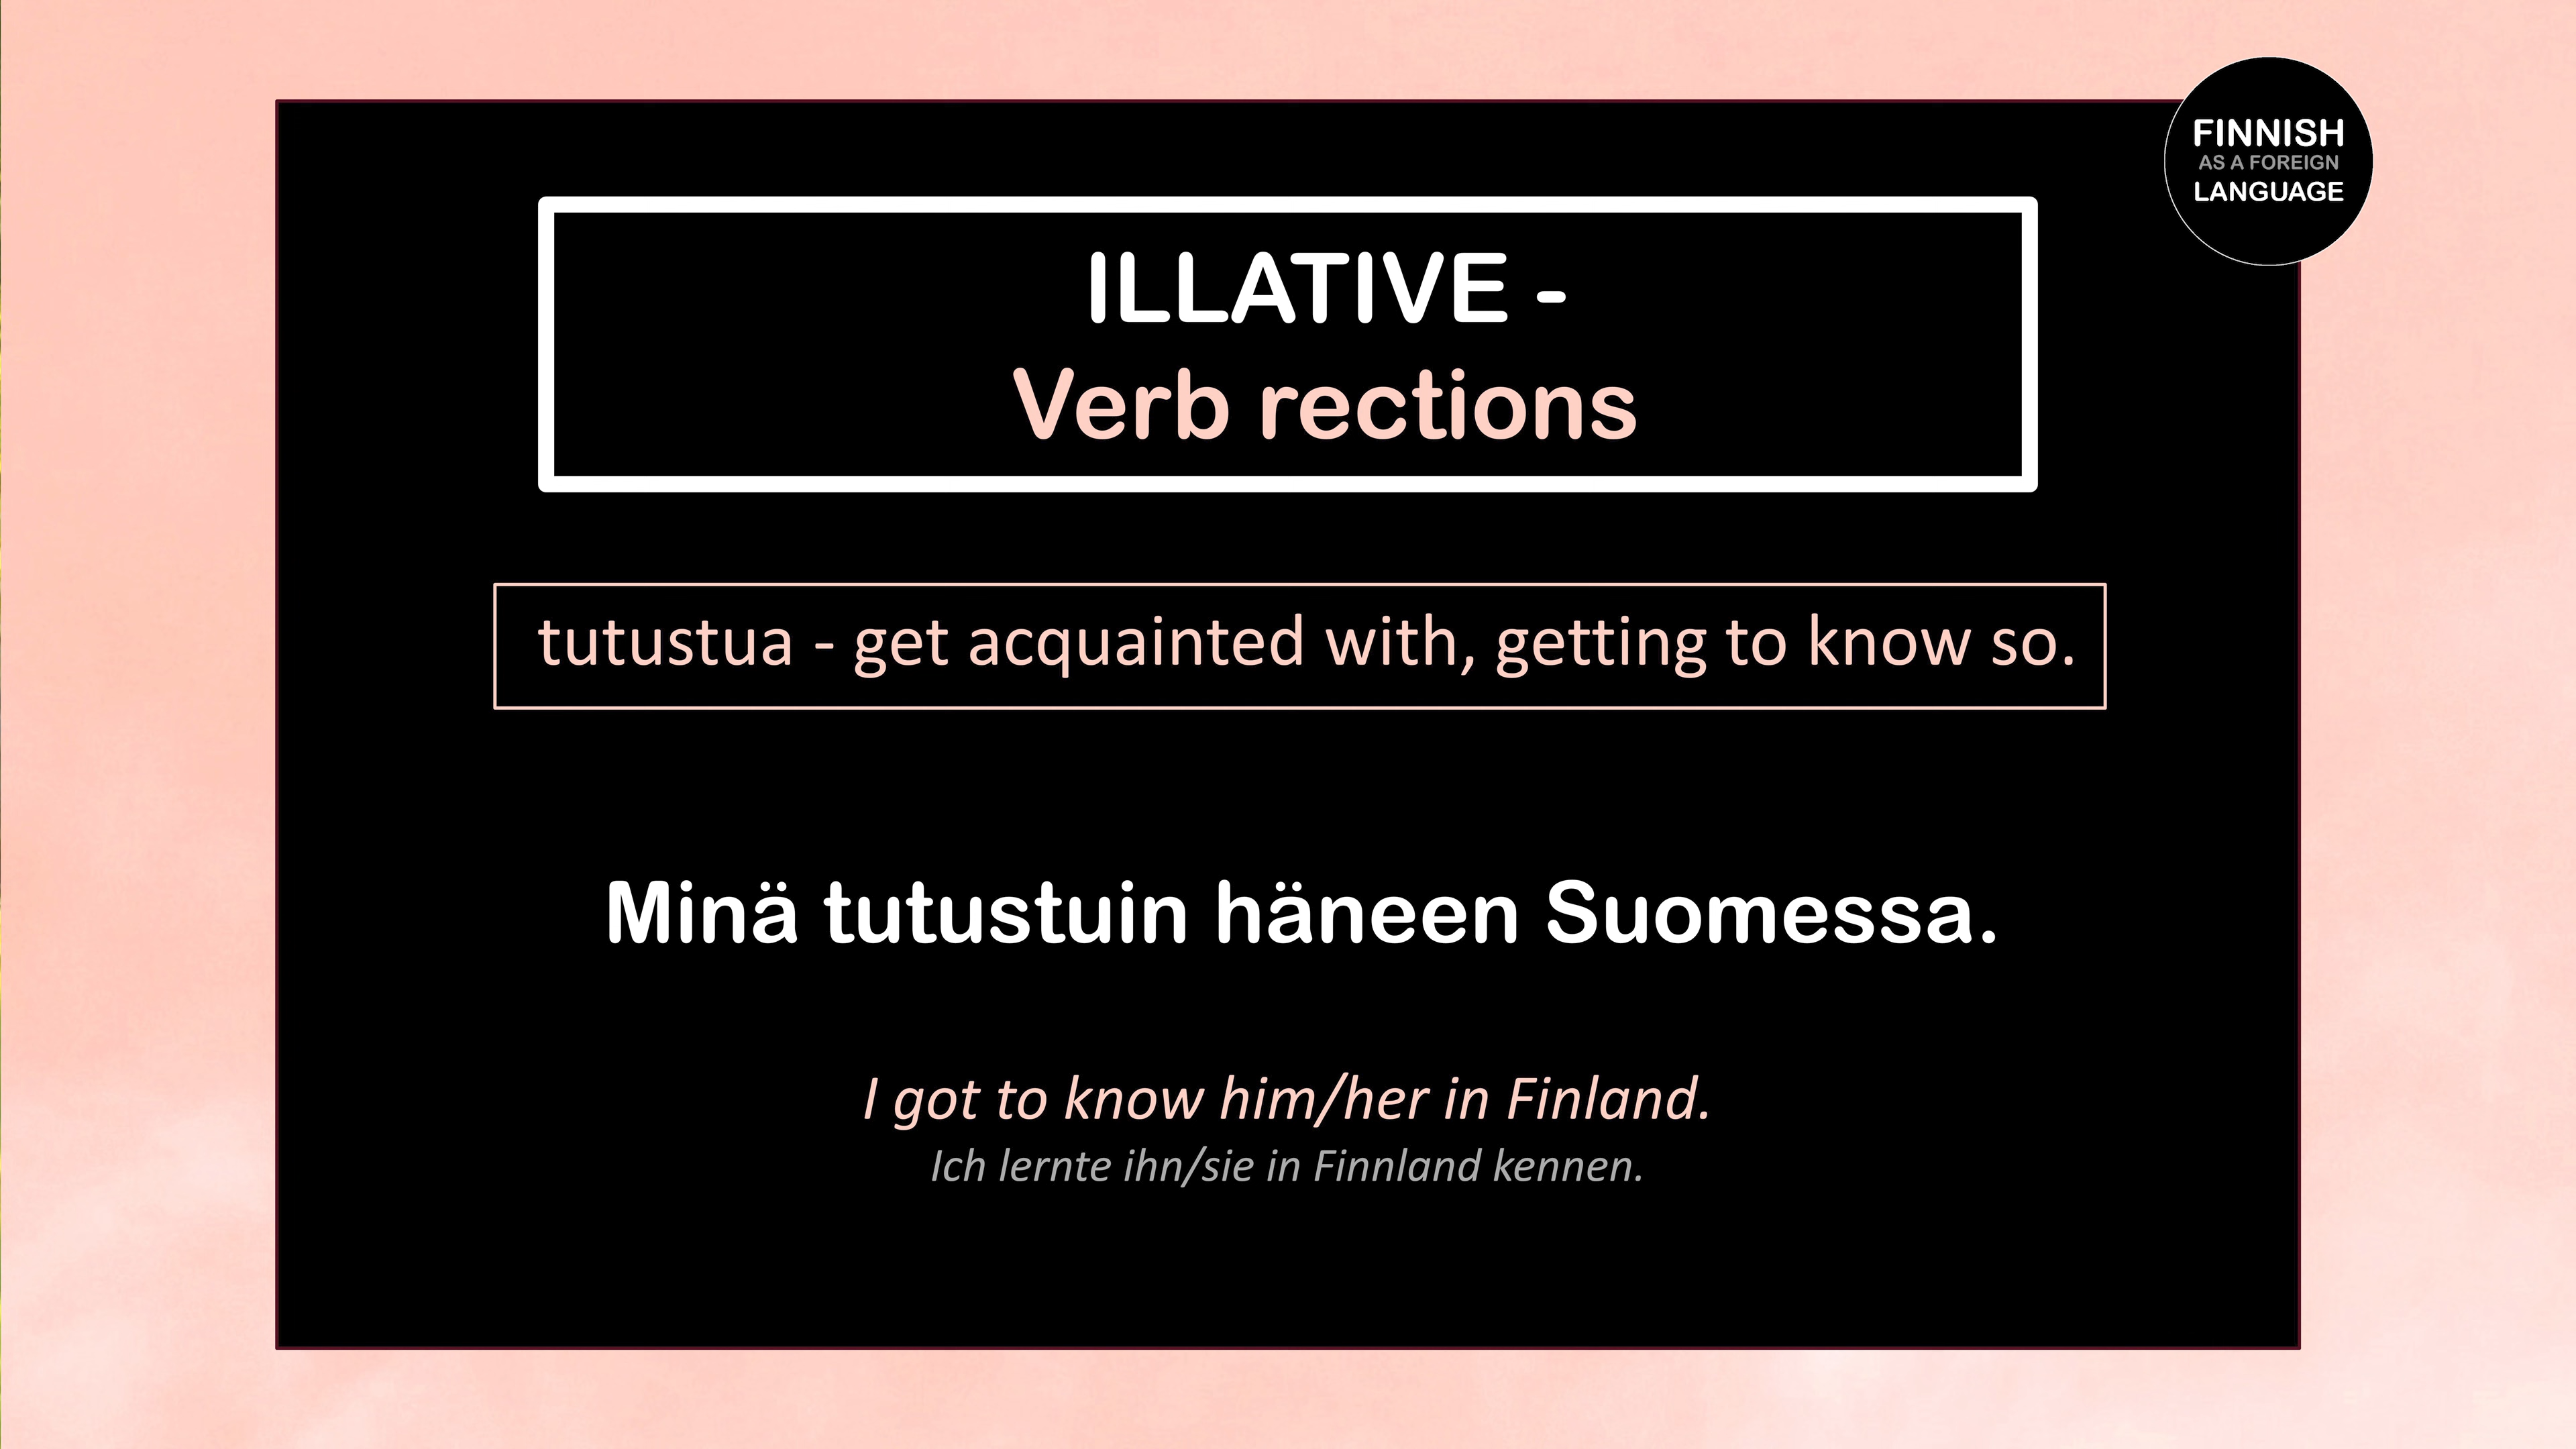 FINNISH
AS A FOREIGN
LANGUAGE
ILLATIVE -
Verb rections
tutustua - get acquainted with, getting to know so.
Minä tutustuin häneen Suomessa.
I got to know him/her in Finland.
Ich lernte ihn/sie in Finnland kennen.